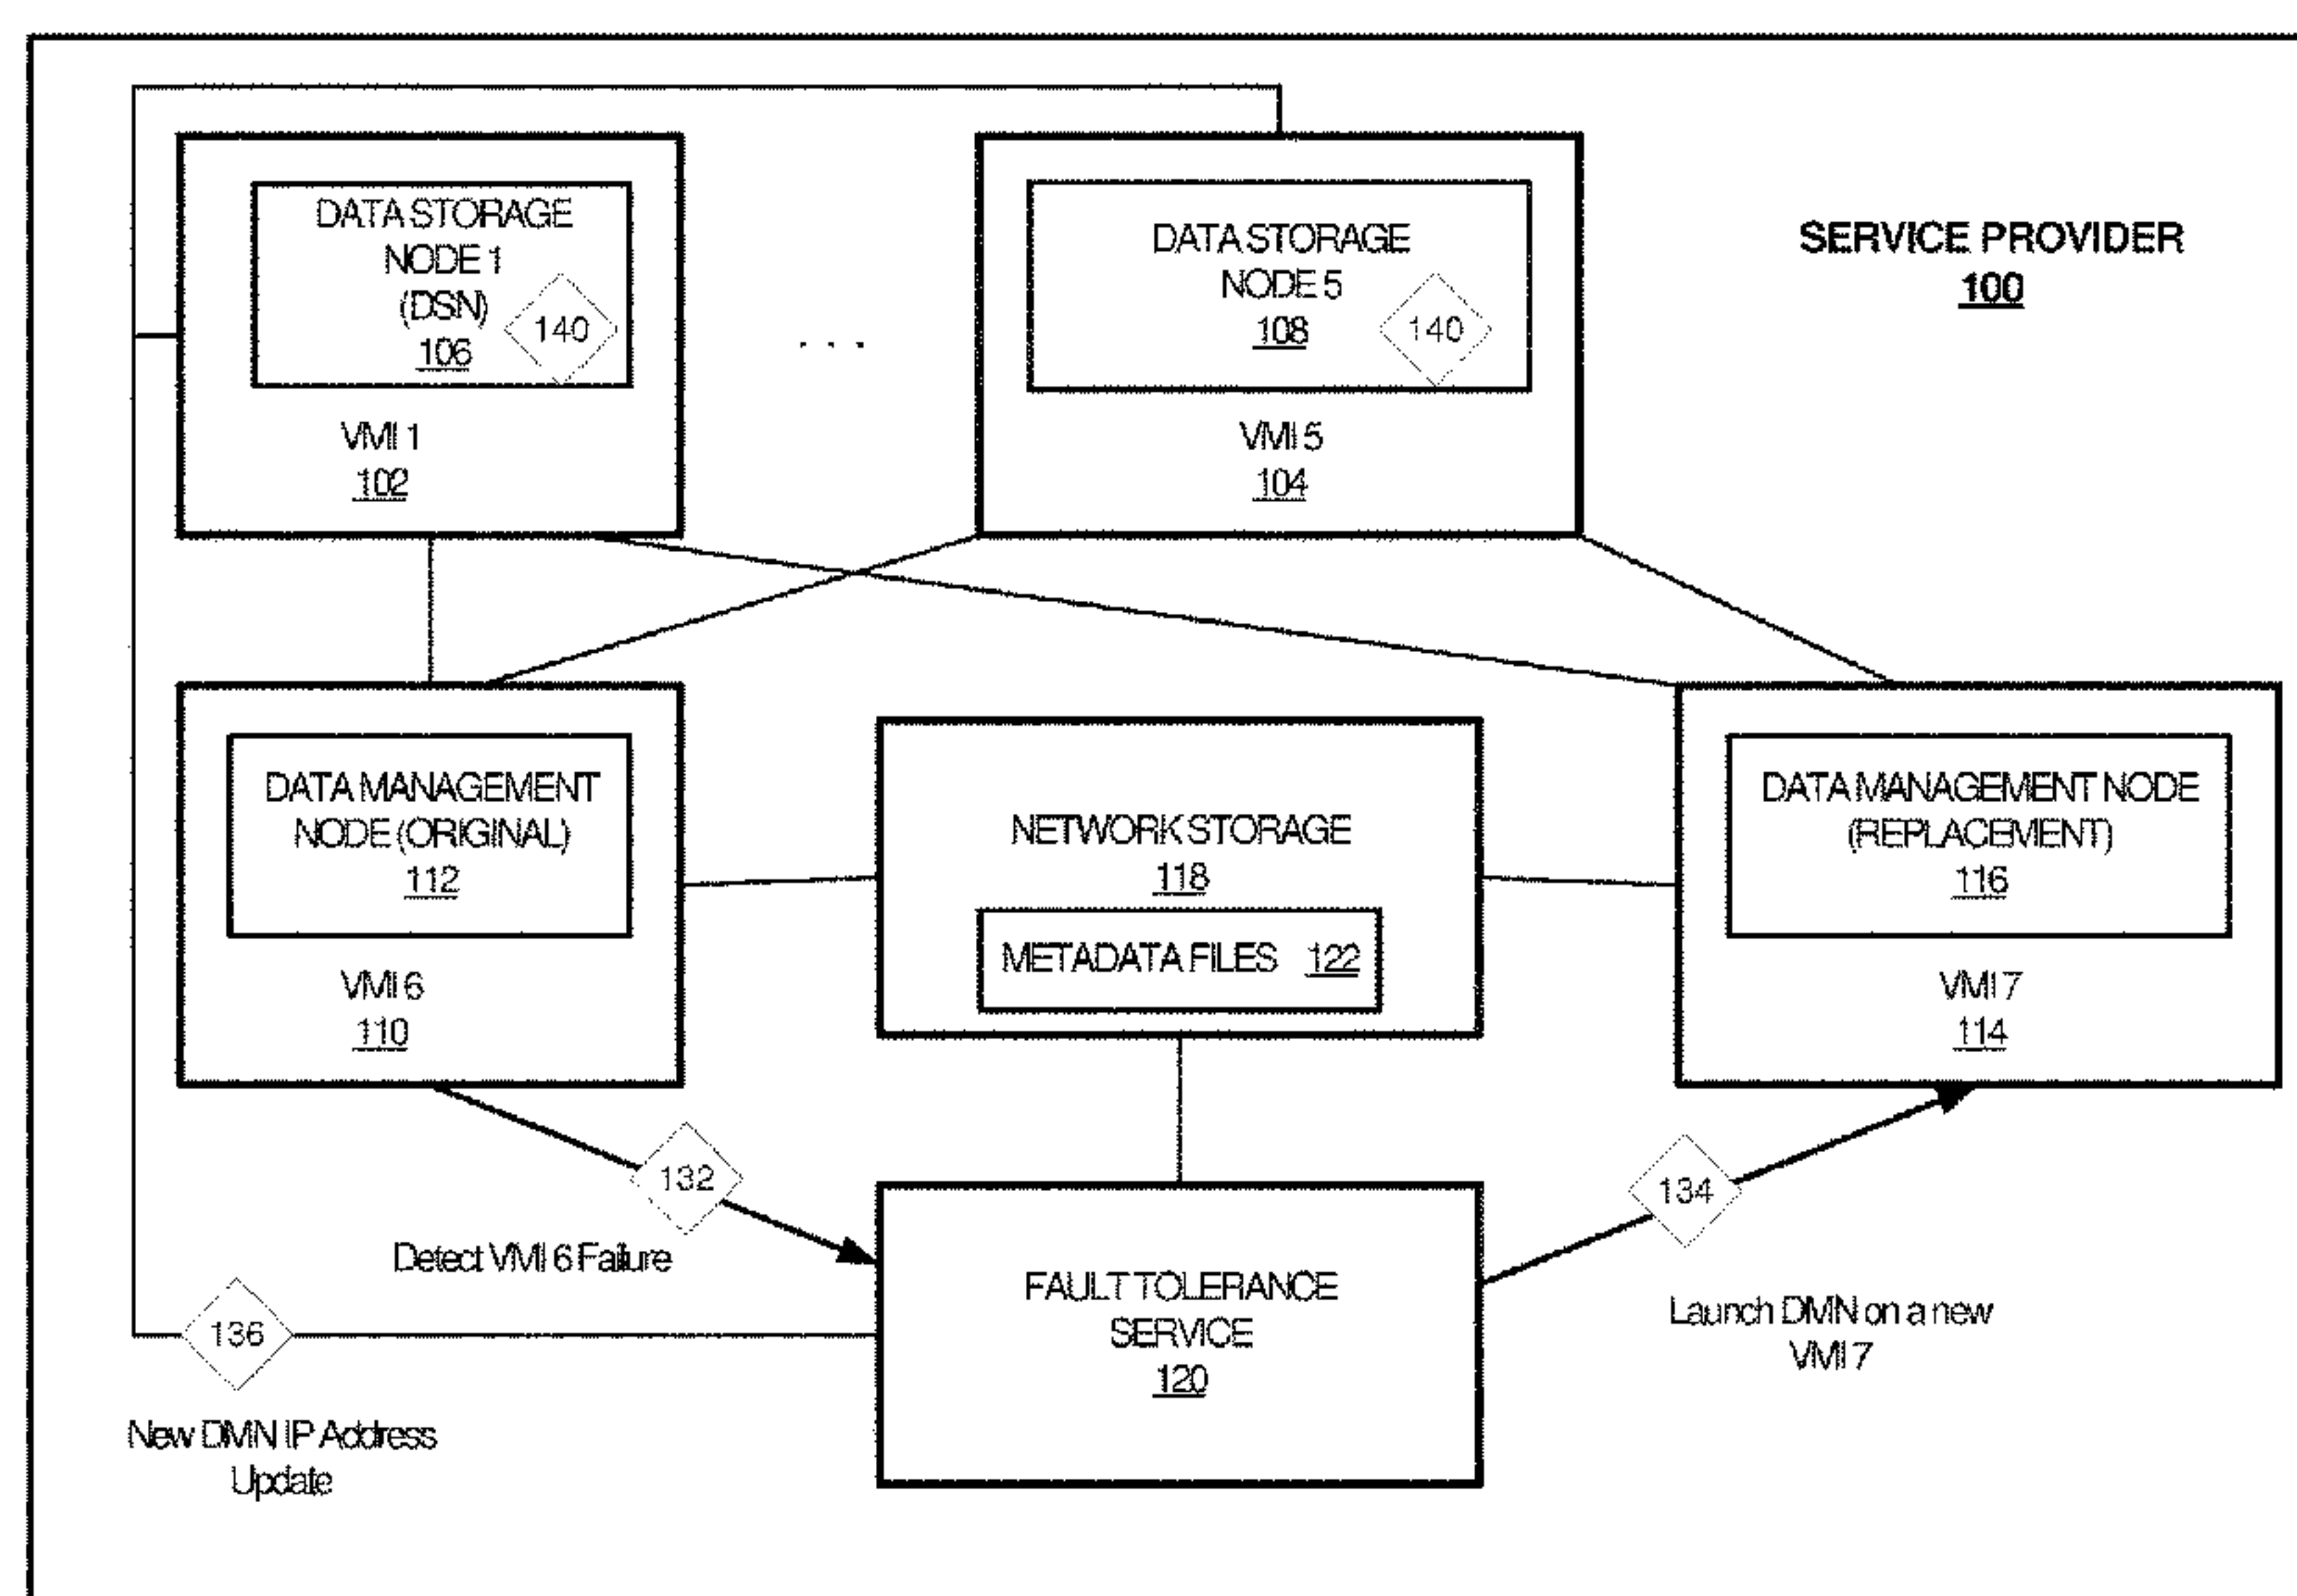 DATA STORAGE
NODE 1
(DSN)
106
140
VMI 1
102
. . .
DATA STORAGE
NODE 5
108
140
VMI 5
104
SERVICE PROVIDER
100
DATA MANAGEMENT
NODE (ORIGINAL)
112
VMI 6
110
NETWORK STORAGE
118
METADATA FILES 122
DATA MANAGEMENT NODE
(REPLACEMENT)
116
VMI 7
114
132
Detect VMI 6 Failure
134
Launch DMN on a new
VMI 7
FAULT TOLERANCE
SERVICE
120
136
New DMN IP Address
Update